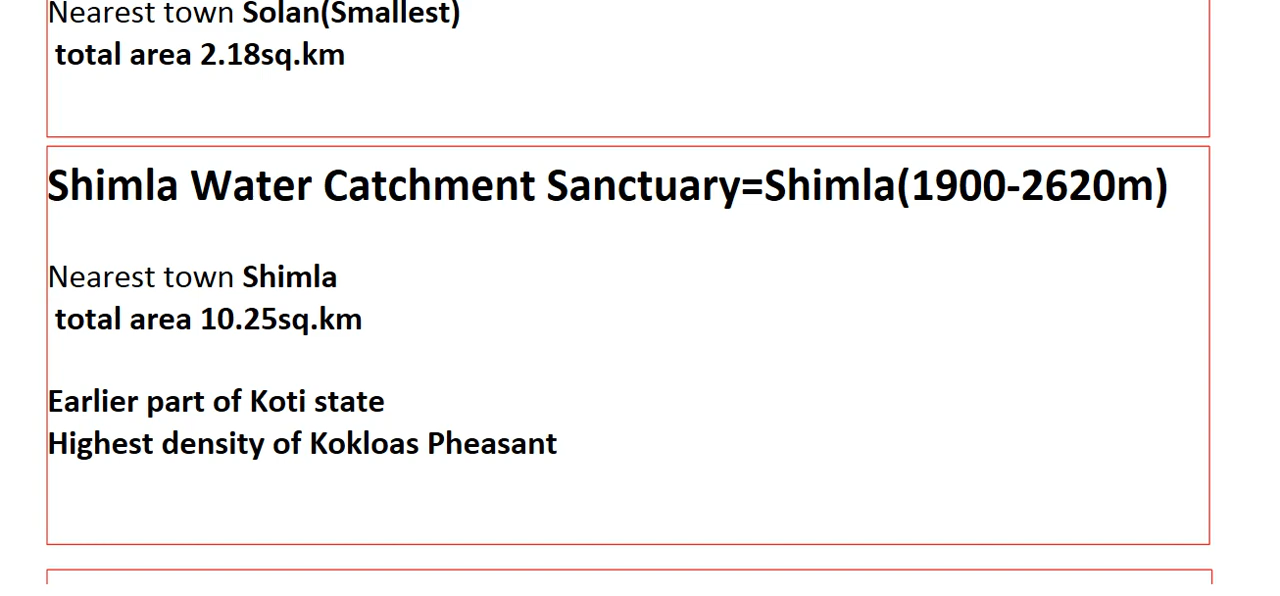 Nearest town Solan(Smallest)
total area 2.18sq.km
Shimla Water Catchment Sanctuary=Shimla(1900-2620m)
Nearest town Shimla
total area 10.25sq.km
Earlier part of Koti state
Highest density of Kokloas Pheasant